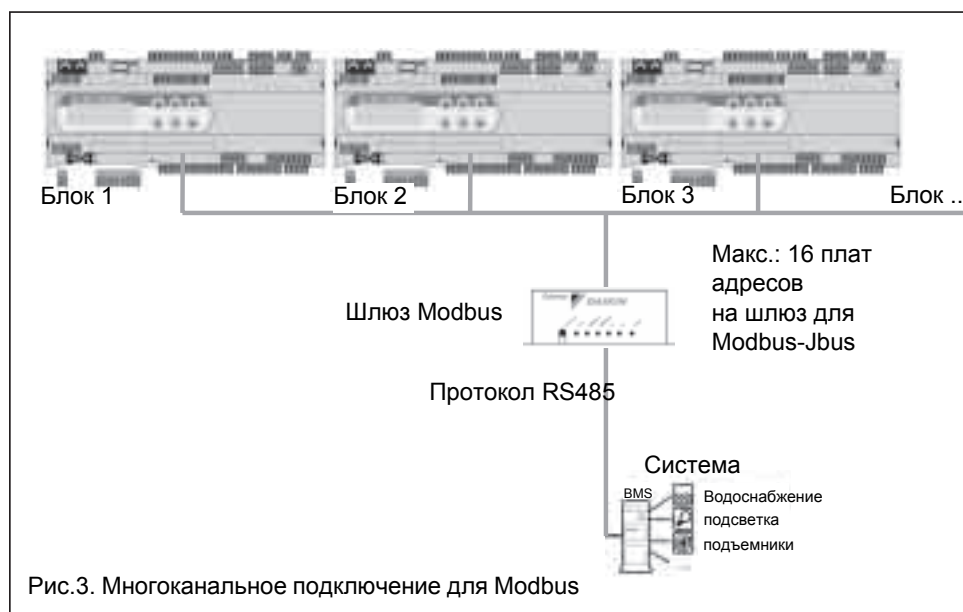 Блок 1
Блок 2
Блок 3
Блок ..
Макс.: 16 плат
адресов
на шлюз для
Modbus-Jbus
Шлюз Modbus
DAIKIN
Протокол RS485
Система
BMS
Водоснабжение
подсветка
подъемники
Рис.3. Многоканальное подключение для Modbus